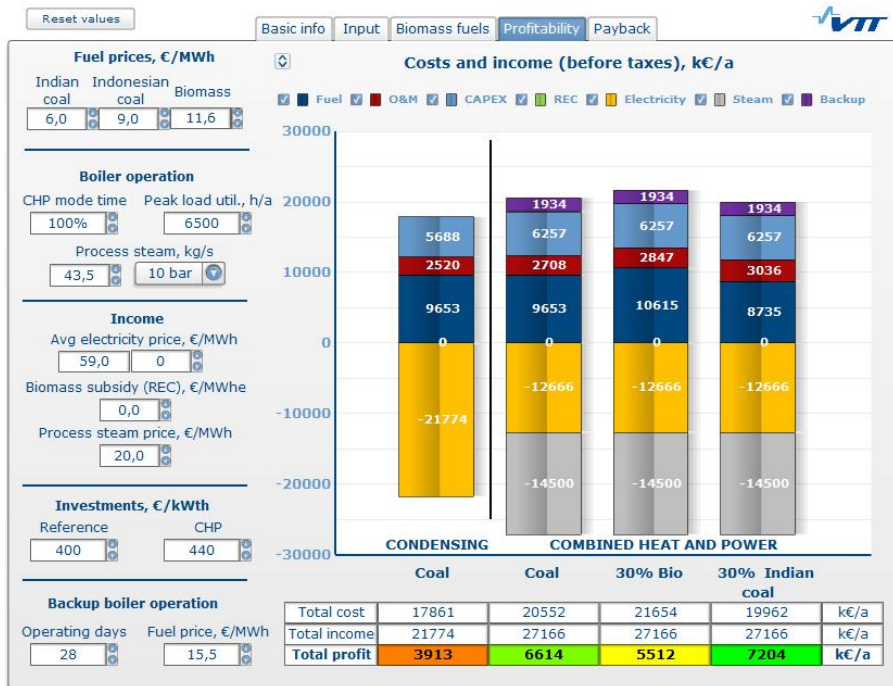 Reset values
Basic info Input Biomass fuels Profitability Payback
VTT
Fuel prices, €/MWh
Indian coal Indonesian coal Biomass
6,0 9,0 11,6
Boiler operation
CHP mode time Peak load util., h/a
100% 6500
Process steam, kg/s
43,5 10 bar
Income
Avg electricity price, €/MWh
59,0 0
Biomass subsidy (REC), €/MWhe
0,0
Process steam price, €/MWh
20,0
Investments, €/kWth
Reference CHP
400 440
Backup boiler operation
Operating days Fuel price, €/MWh
28 15,5
Costs and income (before taxes), k€/a
Fuel O&M CAPEX REC Electricity Steam Backup
30000
20000
10000
0
-10000
-20000
-30000
1934 1934 1934
5688 6257 6257 6257
2520 2708 2847 3036
9653 9653 10615 8735
0 0 0 0
-21774 -12666 -12666 -12666
-14500 -14500 -14500
CONDENSING COMBINED HEAT AND POWER
Coal Coal 30% Bio 30% Indian coal
Total cost 17861 20552 21654 19962 k€/a
Total income 21774 27166 27166 27166 k€/a
Total profit 3913 6614 5512 7204 k€/a